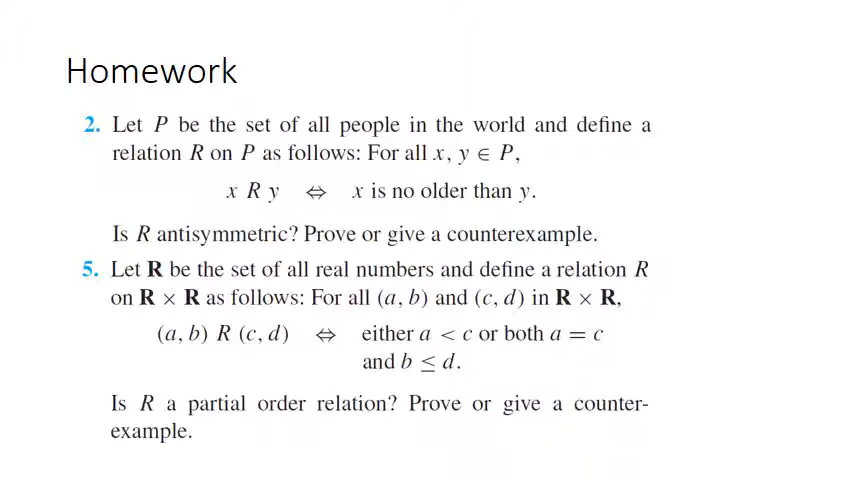 Homework
2. Let P be the set of all people in the world and define a
relation R on P as follows: For all x, y ∈ P,
x R y ⇔ x is no older than y.
Is R antisymmetric? Prove or give a counterexample.
5. Let R be the set of all real numbers and define a relation R
on R × R as follows: For all (a, b) and (c, d) in R × R,
(a, b) R (c, d) ⇔ either a < c or both a = c
and b ≤ d.
Is R a partial order relation? Prove or give a counter-
example.